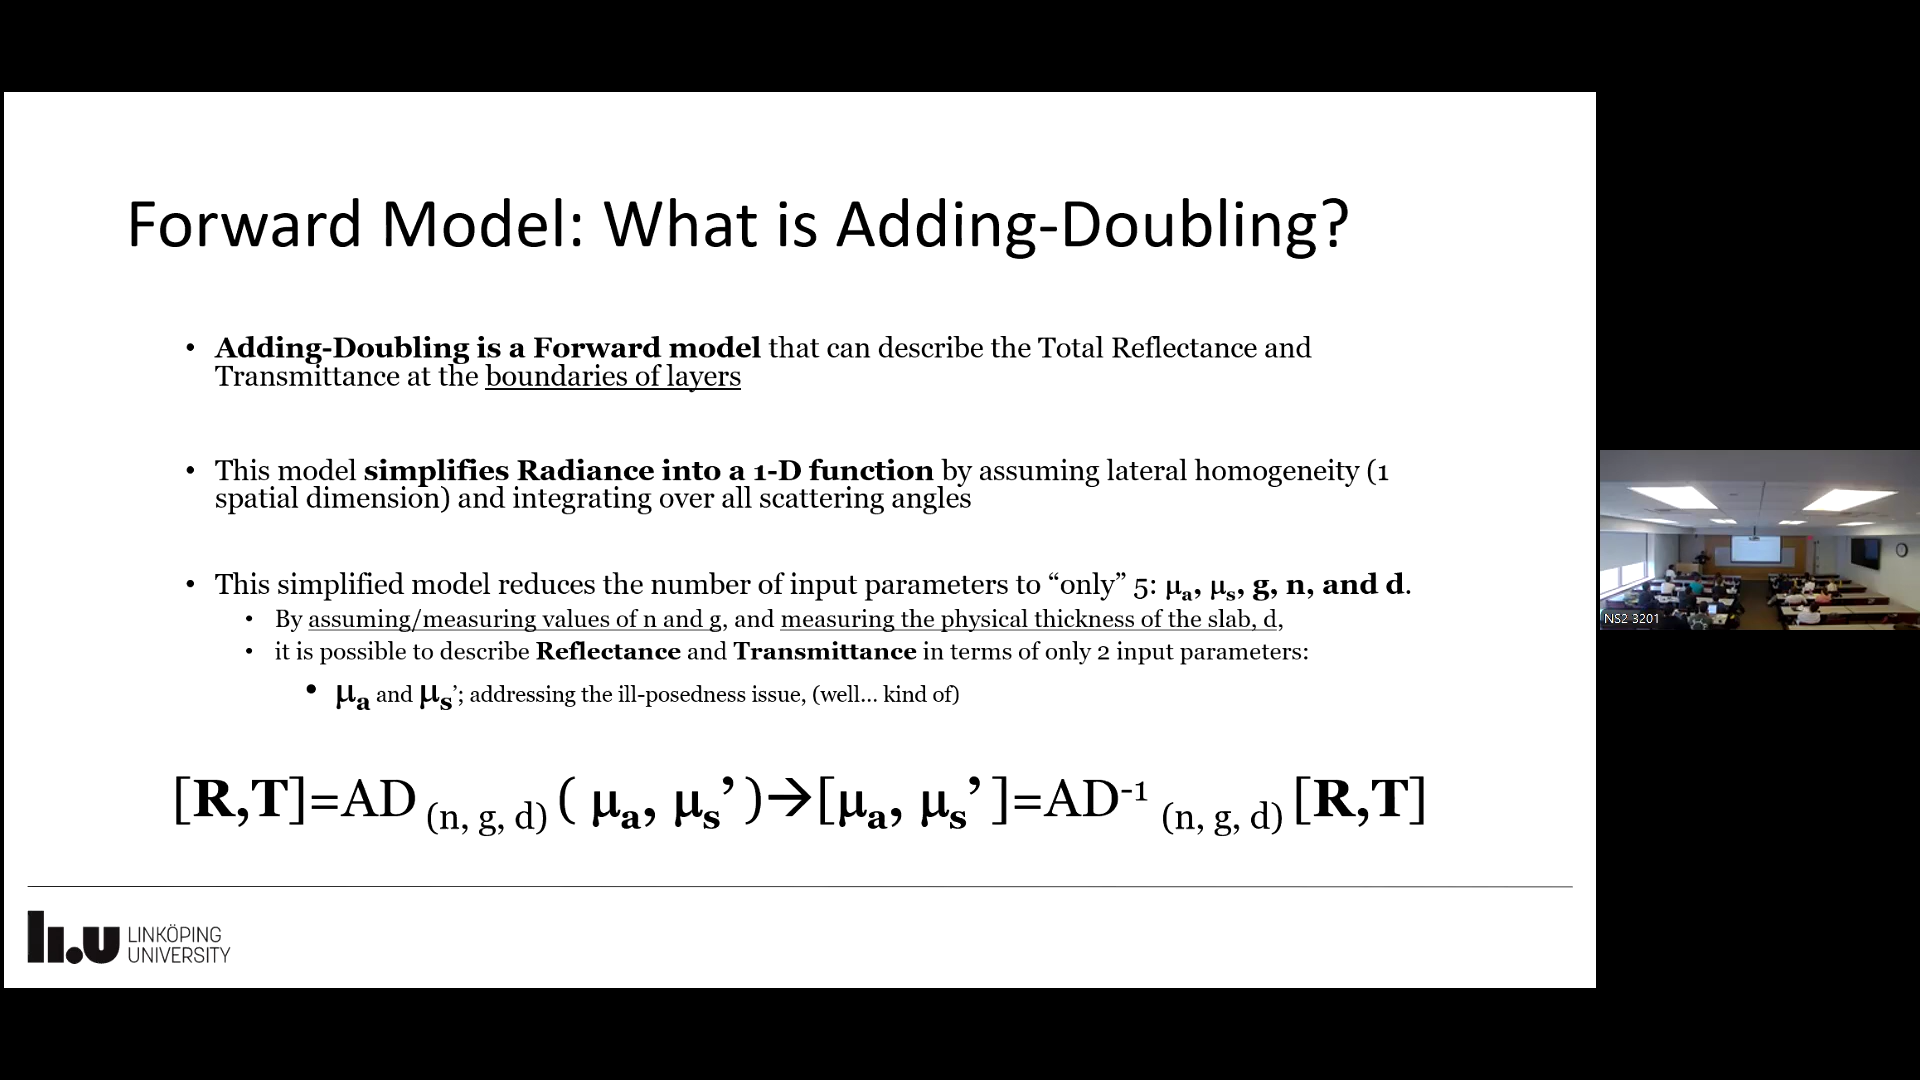 Forward Model: What is Adding-Doubling?
• Adding-Doubling is a Forward model that can describe the Total Reflectance and
Transmittance at the boundaries of layers
• This model simplifies Radiance into a 1-D function by assuming lateral homogeneity (1
spatial dimension) and integrating over all scattering angles
• This simplified model reduces the number of input parameters to “only” 5: μa, μs, g, n, and d.
• By assuming/measuring values of n and g, and measuring the physical thickness of the slab, d,
• it is possible to describe Reflectance and Transmittance in terms of only 2 input parameters:
• μa and μs’; addressing the ill-posedness issue, (well... kind of)
[R,T]=AD (n, g, d) ( μa, μs’ )→[μa, μs’ ]=AD-1 (n, g, d) [R,T]
li.u LINKÖPING
UNIVERSITY
NS2 3201